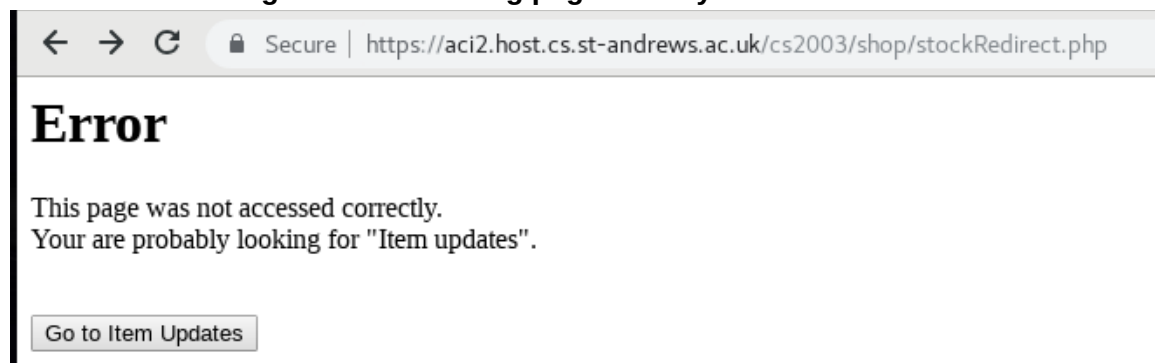 Secure | https://aci2.host.cs.st-andrews.ac.uk/cs2003/shop/stockRedirect.php
Error
This page was not accessed correctly.
Your are probably looking for "Item updates".
Go to Item Updates